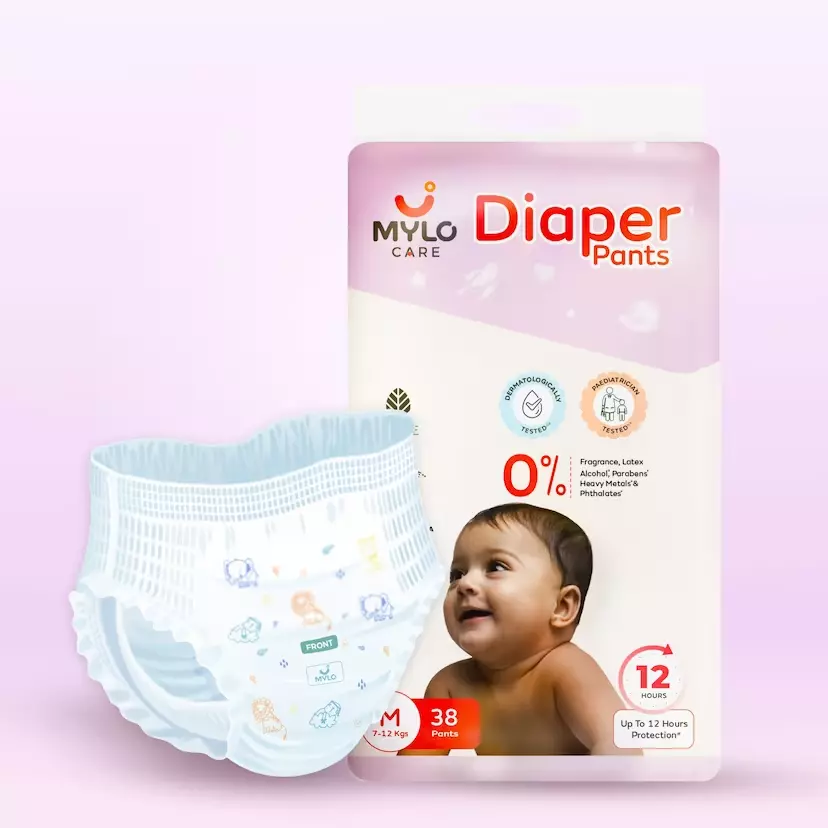 MYLO
CARE
Diaper
Pants
DERMATOLOGICALLY
TESTED
PAEDIATRICIAN
TESTED
0%
Fragrance, Latex
Alcohol*, Parabens*
Heavy Metals*&
Phthalates*
FRONT
MYLO
M
7-12 Kgs
38
Pants
12
HOURS
Up To 12 Hours
Protection#